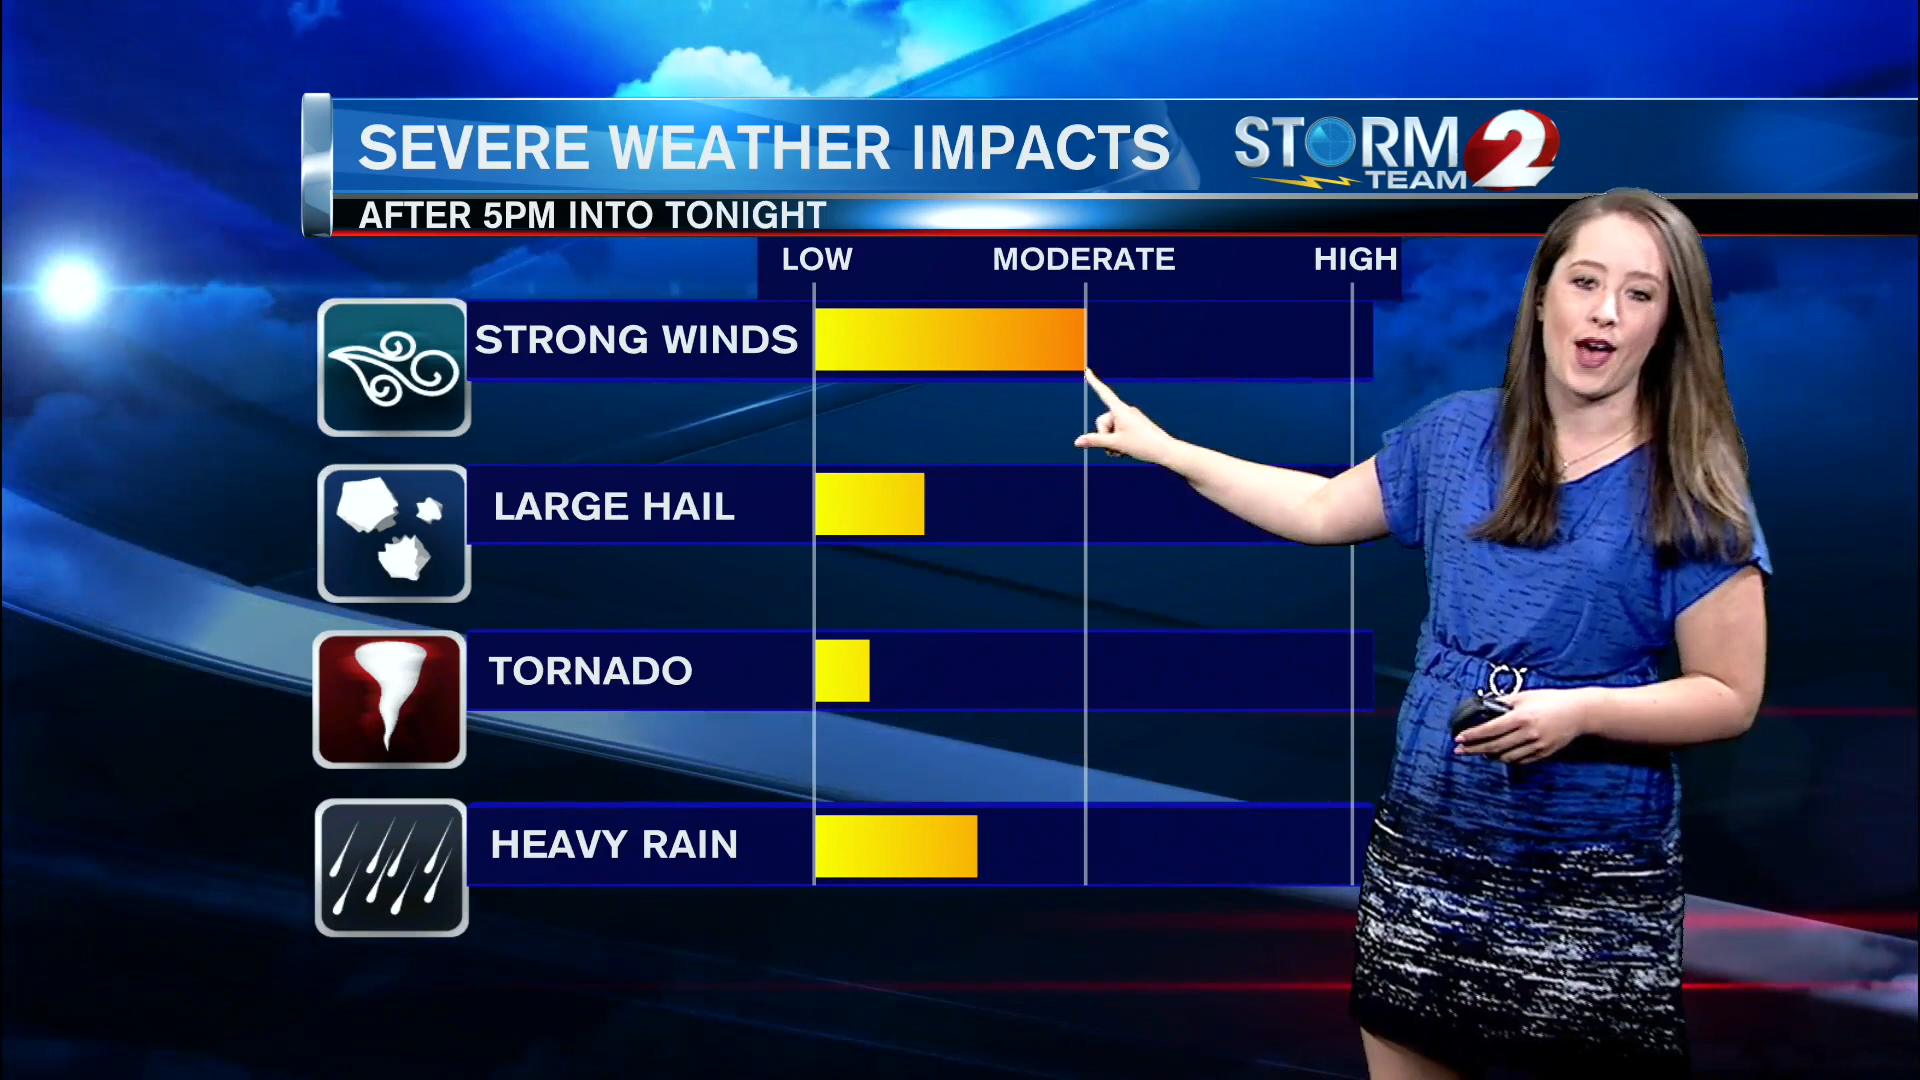 SEVERE WEATHER IMPACTS
STORM TEAM 2
AFTER 5PM INTO TONIGHT
LOW MODERATE HIGH
STRONG WINDS
LARGE HAIL
TORNADO
HEAVY RAIN